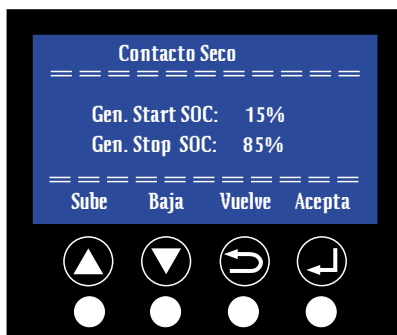 Contacto Seco
Gen. Start SOC: 15%
Gen. Stop SOC: 85%
Sube Baja Vuelve Acepta